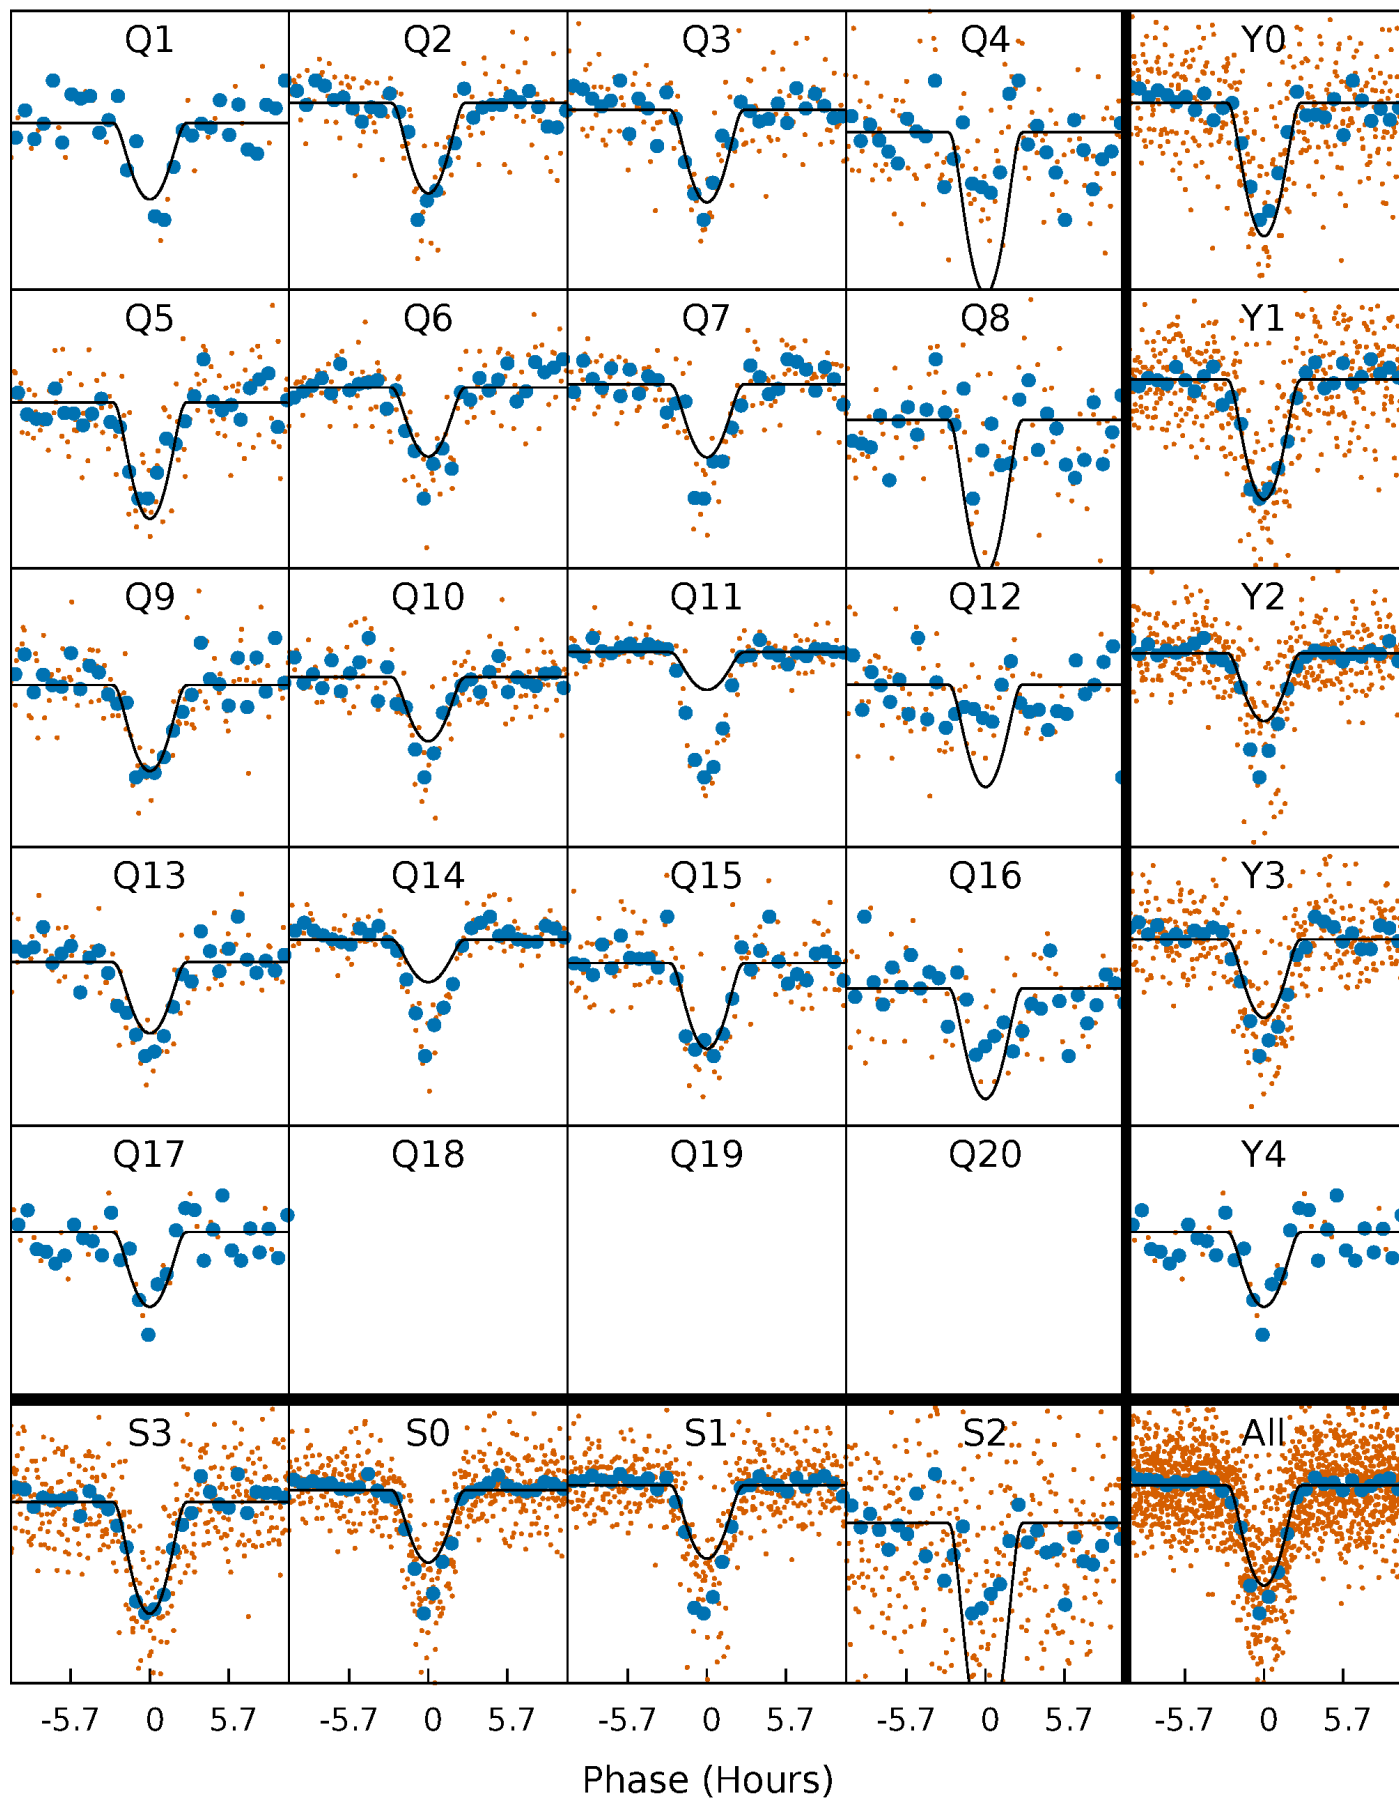 Q1 Q2 Q3 Q4 Y0
Q5 Q6 Q7 Q8 Y1
Q9 Q10 Q11 Q12 Y2
Q13 Q14 Q15 Q16 Y3
Q17 Q18 Q19 Q20 Y4
S3 S0 S1 S2 All
-5.7 0 5.7 -5.7 0 5.7 -5.7 0 5.7 -5.7 0 5.7 -5.7 0 5.7
Phase (Hours)